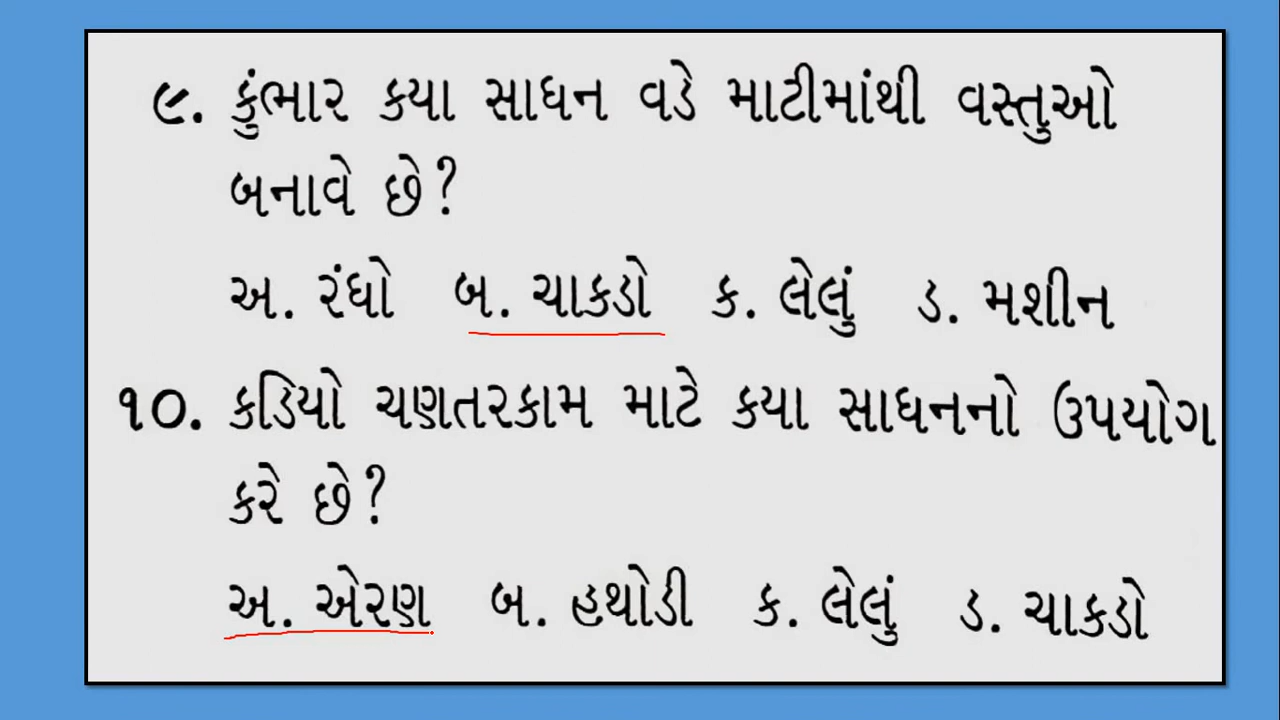 ૯. કુંભાર કયા સાધન વડે માટીમાંથી વસ્તુઓ
બનાવે છે?
અ. રંધો બ. ચાકડો ક. લેલું ડ. મશીન
૧૦. કડિયો ચણતરકામ માટે કયા સાધનનો ઉપયોગ
કરે છે?
અ. એરણ બ. હથોડી ક. લેલું ડ. ચાકડો